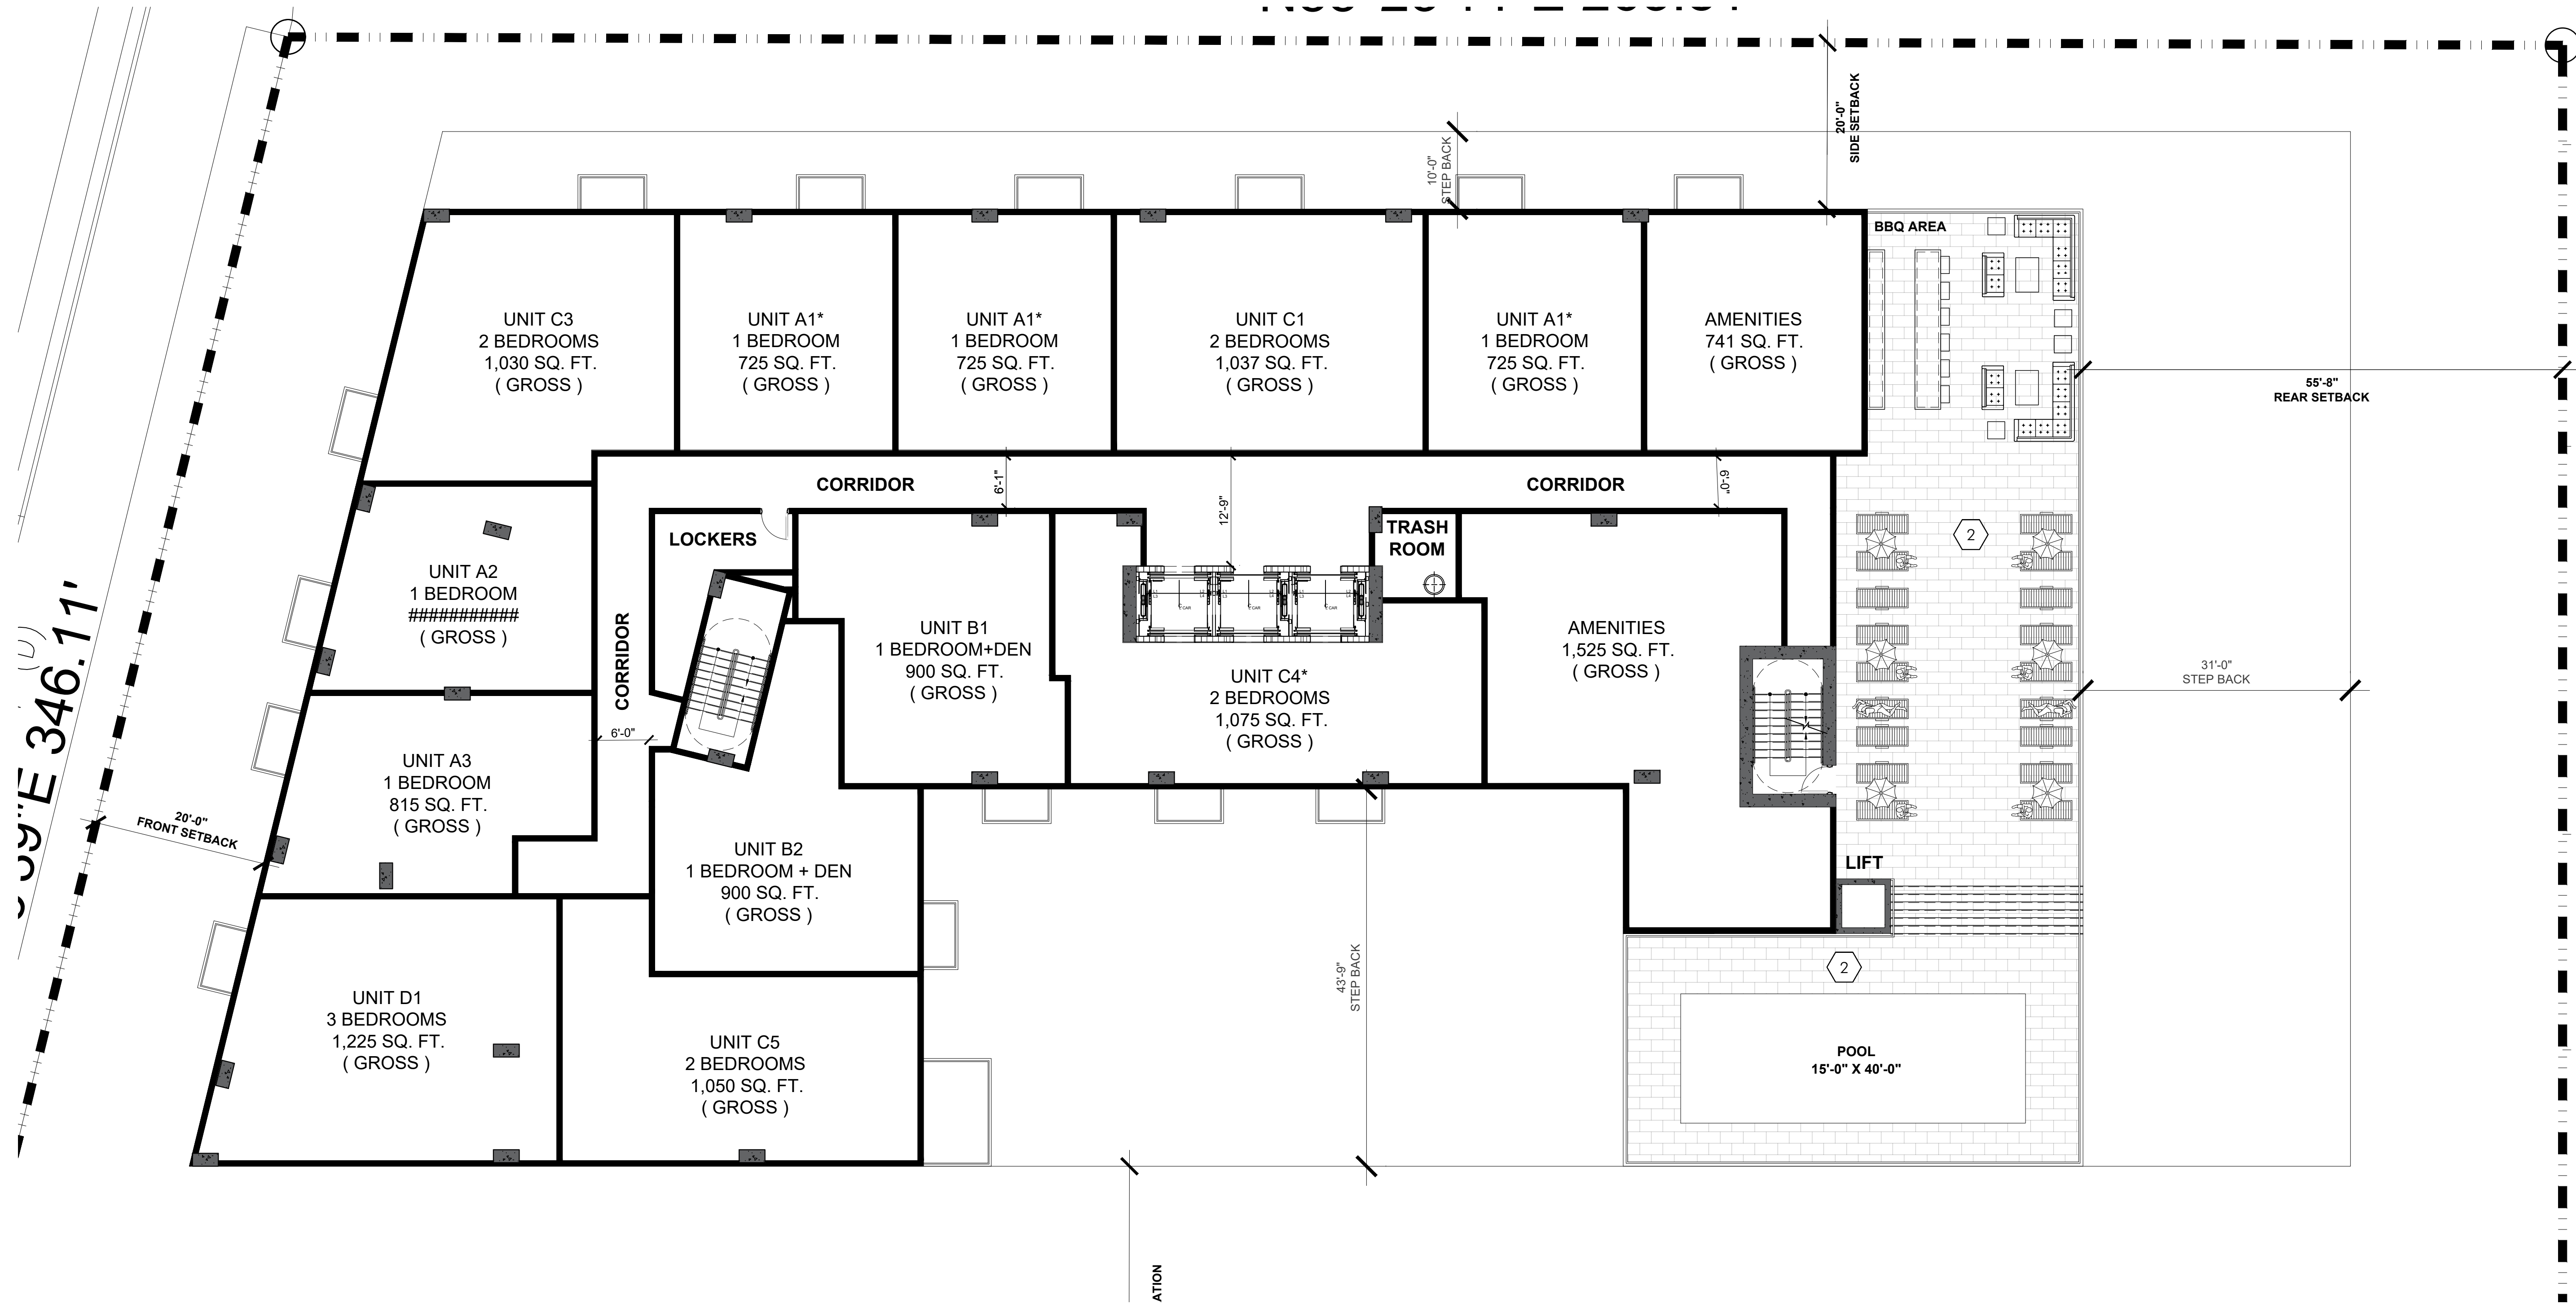 20'-0"
SIDE SETBACK
10'-0"
STEP BACK
BBQ AREA
UNIT C3
2 BEDROOMS
1,030 SQ. FT.
( GROSS )
UNIT A1*
1 BEDROOM
725 SQ. FT.
( GROSS )
UNIT A1*
1 BEDROOM
725 SQ. FT.
( GROSS )
UNIT C1
2 BEDROOMS
1,037 SQ. FT.
( GROSS )
UNIT A1*
1 BEDROOM
725 SQ. FT.
( GROSS )
AMENITIES
741 SQ. FT.
( GROSS )
55'-8"
REAR SETBACK
CORRIDOR
6'-1"
12'-9"
CORRIDOR
6'-0"
LOCKERS
TRASH
ROOM
2
UNIT A2
1 BEDROOM
############
( GROSS )
CORRIDOR
6'-0"
UNIT B1
1 BEDROOM+DEN
900 SQ. FT.
( GROSS )
CAR
CAR
CAR
UNIT C4*
2 BEDROOMS
1,075 SQ. FT.
( GROSS )
AMENITIES
1,525 SQ. FT.
( GROSS )
31'-0"
STEP BACK
E 346.11'
UNIT A3
1 BEDROOM
815 SQ. FT.
( GROSS )
20'-0"
FRONT SETBACK
UNIT B2
1 BEDROOM + DEN
900 SQ. FT.
( GROSS )
LIFT
43'-9"
STEP BACK
2
UNIT D1
3 BEDROOMS
1,225 SQ. FT.
( GROSS )
UNIT C5
2 BEDROOMS
1,050 SQ. FT.
( GROSS )
POOL
15'-0" X 40'-0"
ATION